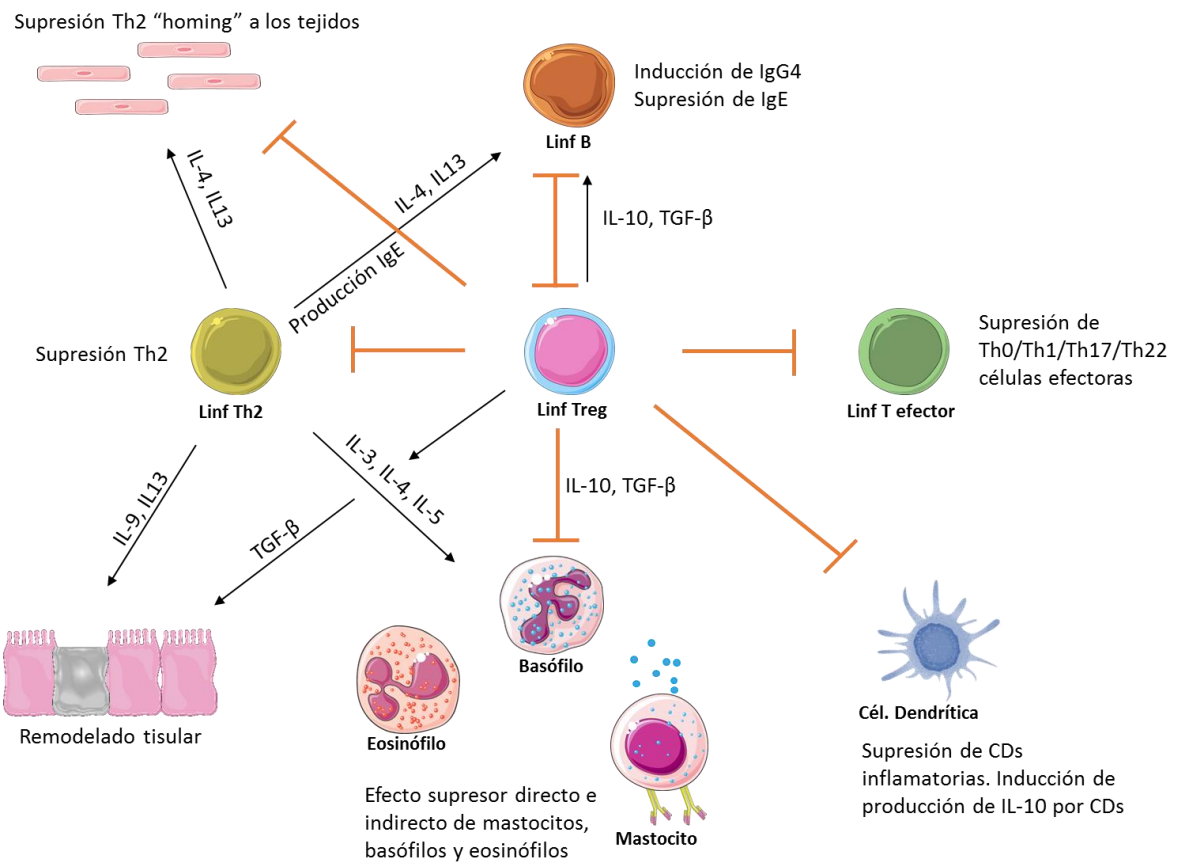 Supresión Th2 “homing” a los tejidos
Inducción de IgG4
Supresión de IgE
Linf B
IL-4, IL13
IL-4, IL13
Producción IgE
IL-10, TGF-β
Supresión Th2
Linf Th2
Linf Treg
Linf T efector
Supresión de
Th0/Th1/Th17/Th22
células efectoras
IL-9, IL13
IL-3, IL-4, IL-5
TGF-β
IL-10, TGF-β
Remodelado tisular
Eosinófilo
Basófilo
Mastocito
Efecto supresor directo e
indirecto de mastocitos,
basófilos y eosinófilos
Cél. Dendrítica
Supresión de CDs
inflamatorias. Inducción de
producción de IL-10 por CDs